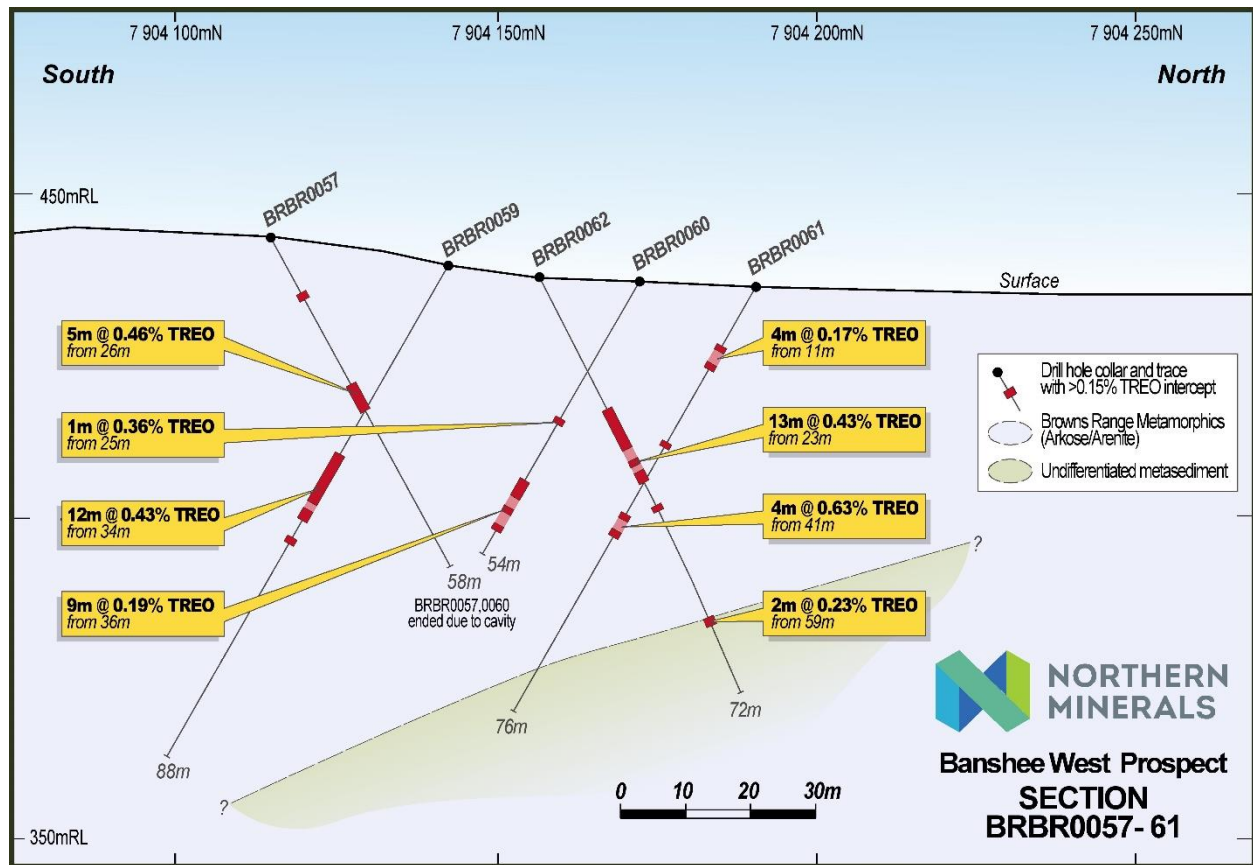 7 904 100mN
7 904 150mN
7 904 200mN
7 904 250mN
South
North
450mRL
BRBR0057
BRBR0059
BRBR0062
BRBR0060
BRBR0061
Surface
5m @ 0.46% TREO
from 26m
1m @ 0.36% TREO
from 25m
12m @ 0.43% TREO
from 34m
9m @ 0.19% TREO
from 36m
4m @ 0.17% TREO
from 11m
13m @ 0.43% TREO
from 23m
4m @ 0.63% TREO
from 41m
2m @ 0.23% TREO
from 59m
Drill hole collar and trace
with >0.15% TREO intercept
Browns Range Metamorphics
(Arkose/Arenite)
Undifferentiated metasediment
58m
54m
BRBR0057,0060
ended due to cavity
?
?
88m
76m
72m
NORTHERN
MINERALS
Banshee West Prospect
SECTION
BRBR0057- 61
0 10 20 30m
350mRL